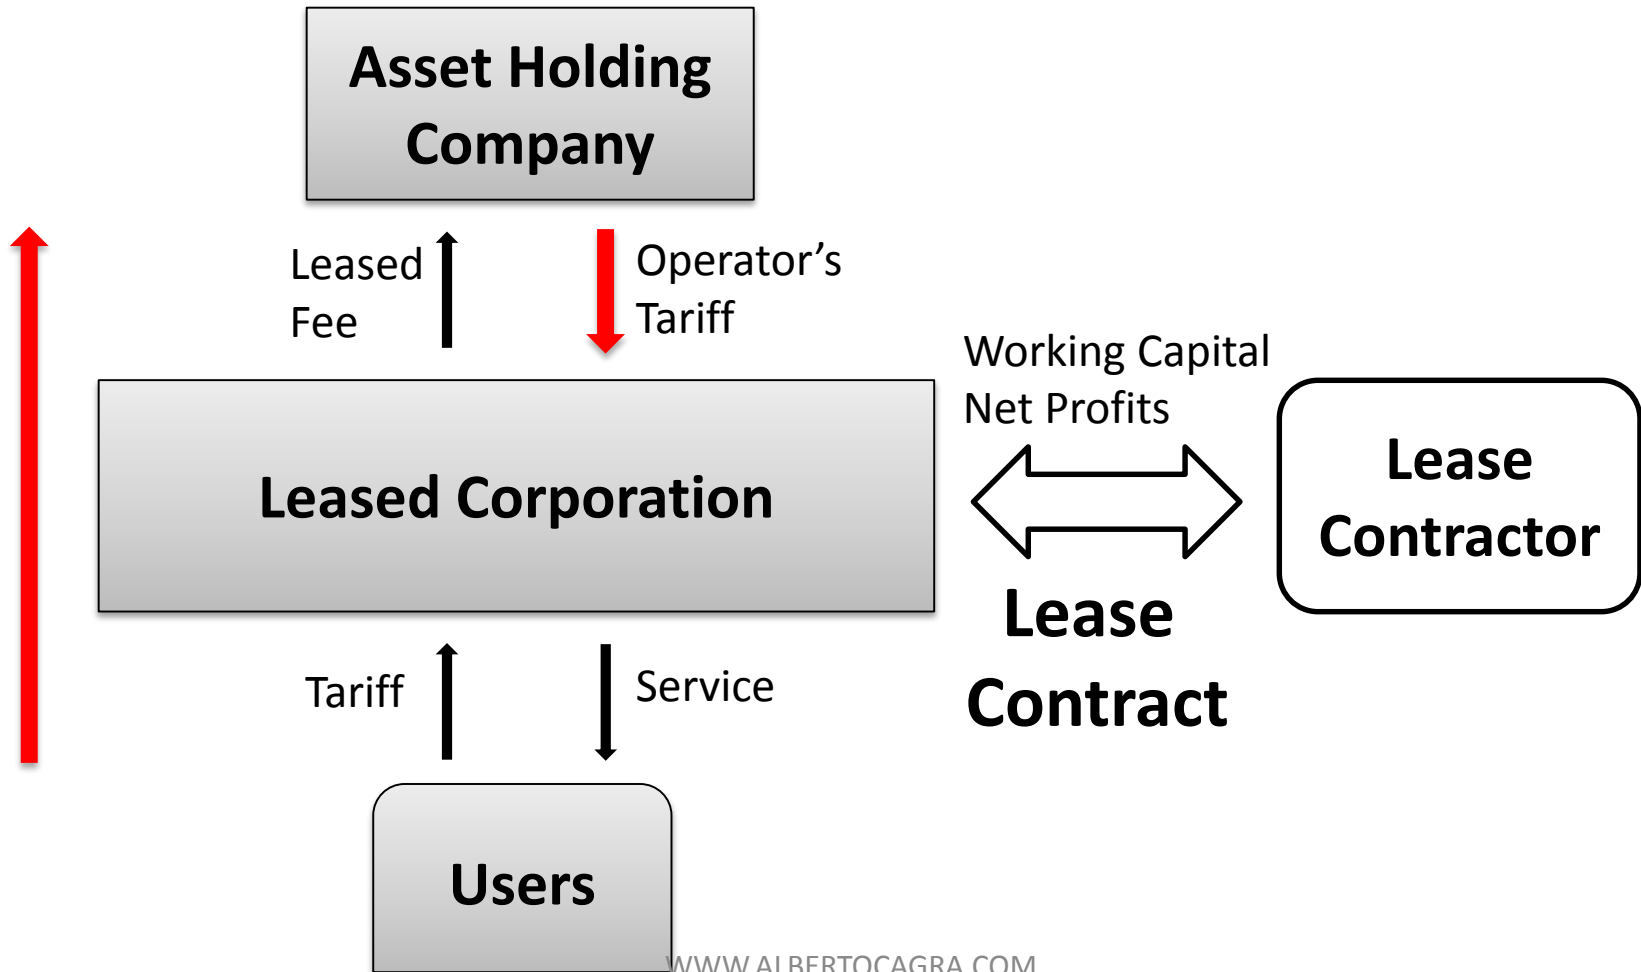 Asset Holding
Company
Leased
Fee
Operator’s
Tariff
Working Capital
Net Profits
Leased Corporation
Lease
Contractor
Lease
Contract
Tariff
Service
Users
WWW.ALBERTOCAGRA.COM